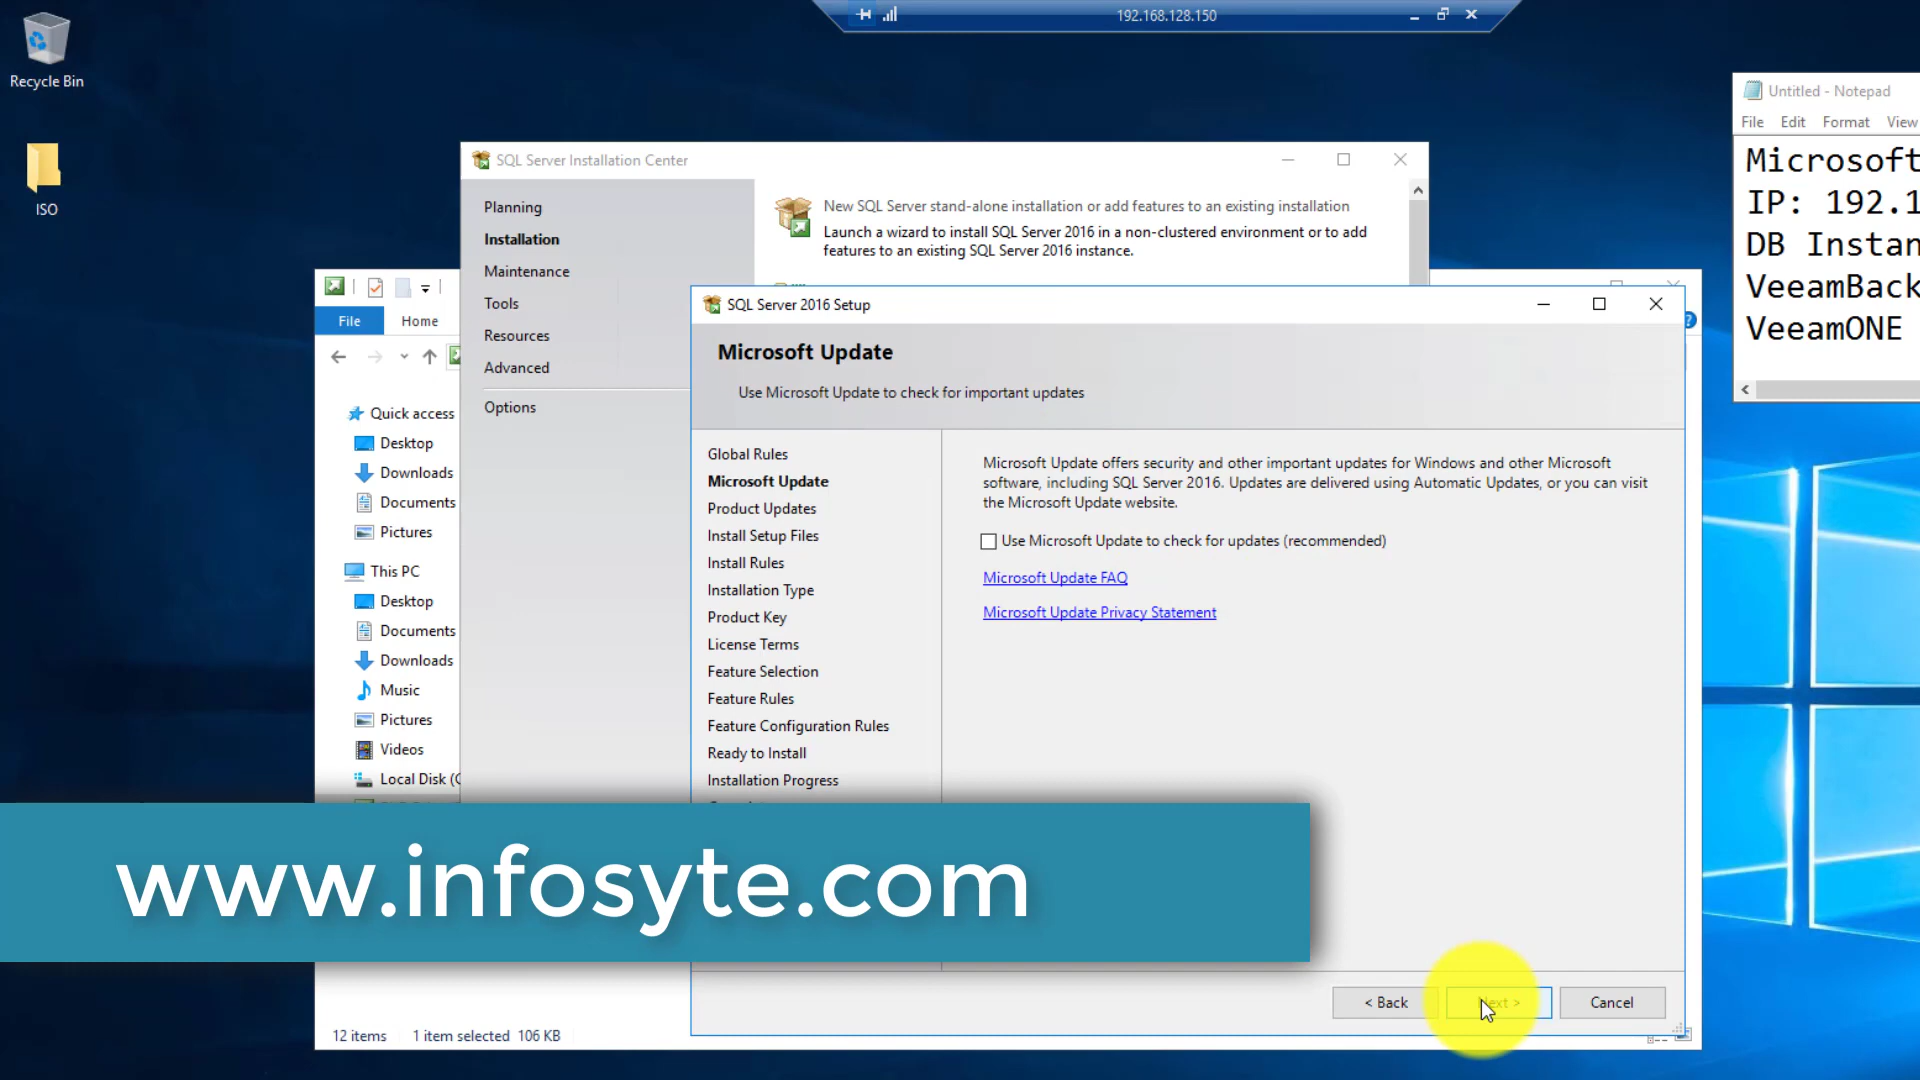 192.168.128.150
Recycle Bin
ISO
Untitled - Notepad
File Edit Format View
Microsoft
IP: 192.1
DB Instan
VeeamBack
VeeamONE
SQL Server Installation Center
Planning
Installation
Maintenance
Tools
Resources
Advanced
Options
New SQL Server stand-alone installation or add features to an existing installation
Launch a wizard to install SQL Server 2016 in a non-clustered environment or to add
features to an existing SQL Server 2016 instance.
File Home
Quick access
Desktop
Downloads
Documents
Pictures
This PC
Desktop
Documents
Downloads
Music
Pictures
Videos
Local Disk (C
12 items 1 item selected 106 KB
SQL Server 2016 Setup
Microsoft Update
Use Microsoft Update to check for important updates
Global Rules
Microsoft Update
Product Updates
Install Setup Files
Install Rules
Installation Type
Product Key
License Terms
Feature Selection
Feature Rules
Feature Configuration Rules
Ready to Install
Installation Progress
Microsoft Update offers security and other important updates for Windows and other Microsoft
software, including SQL Server 2016. Updates are delivered using Automatic Updates, or you can visit
the Microsoft Update website.
Use Microsoft Update to check for updates (recommended)
Microsoft Update FAQ
Microsoft Update Privacy Statement
< Back Next > Cancel
www.infosyte.com